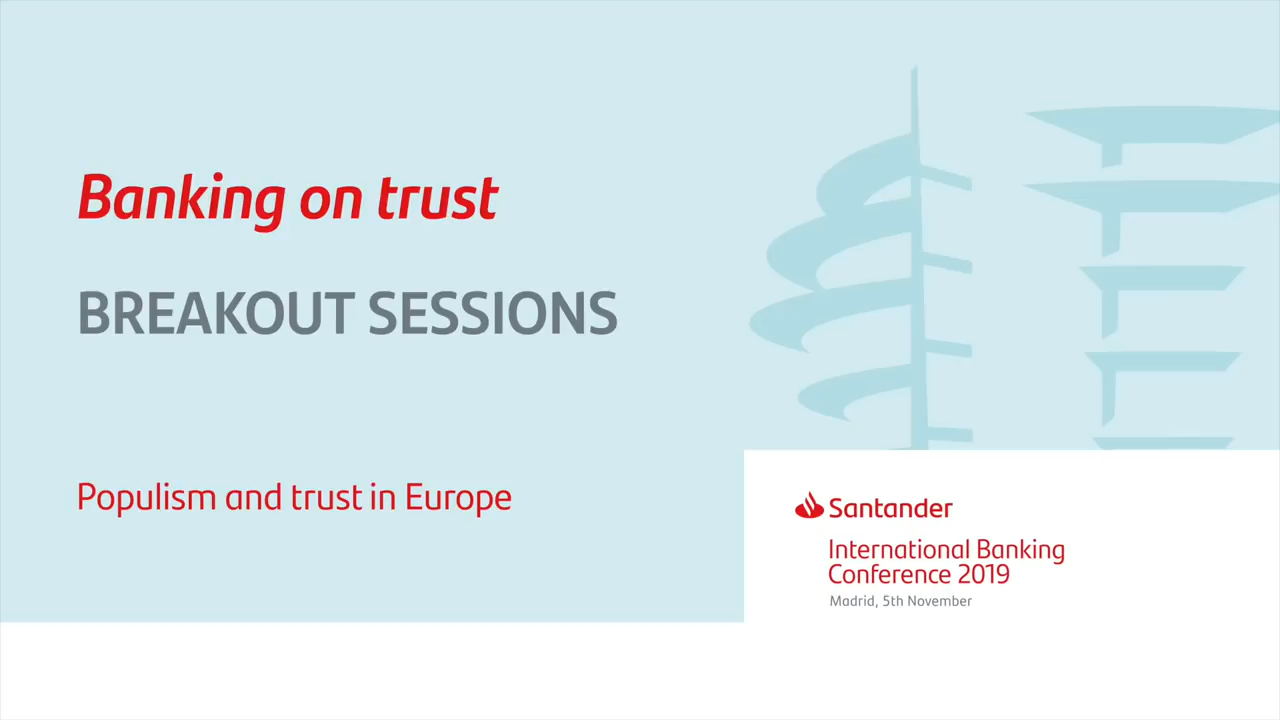 Banking on trust
BREAKOUT SESSIONS
Populism and trust in Europe
Santander
International Banking
Conference 2019
Madrid, 5th November